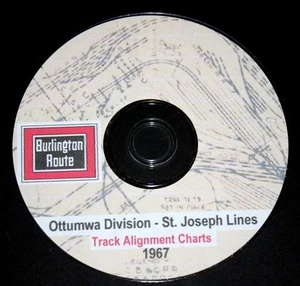 Burlington
Route
Ottumwa Division - St. Joseph Lines
Track Alignment Charts
1967